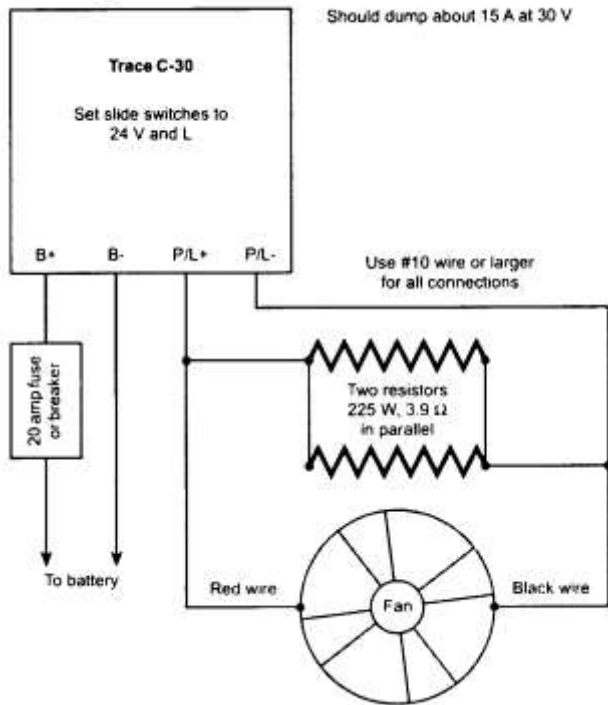 Should dump about 15 A at 30 V
Trace C-30
Set slide switches to
24 V and L
B+
B-
P/L+
P/L-
Use #10 wire or larger
for all connections
20 amp fuse
or breaker
Two resistors
225 W, 3.9 Ω
in parallel
To battery
Red wire
Fan
Black wire